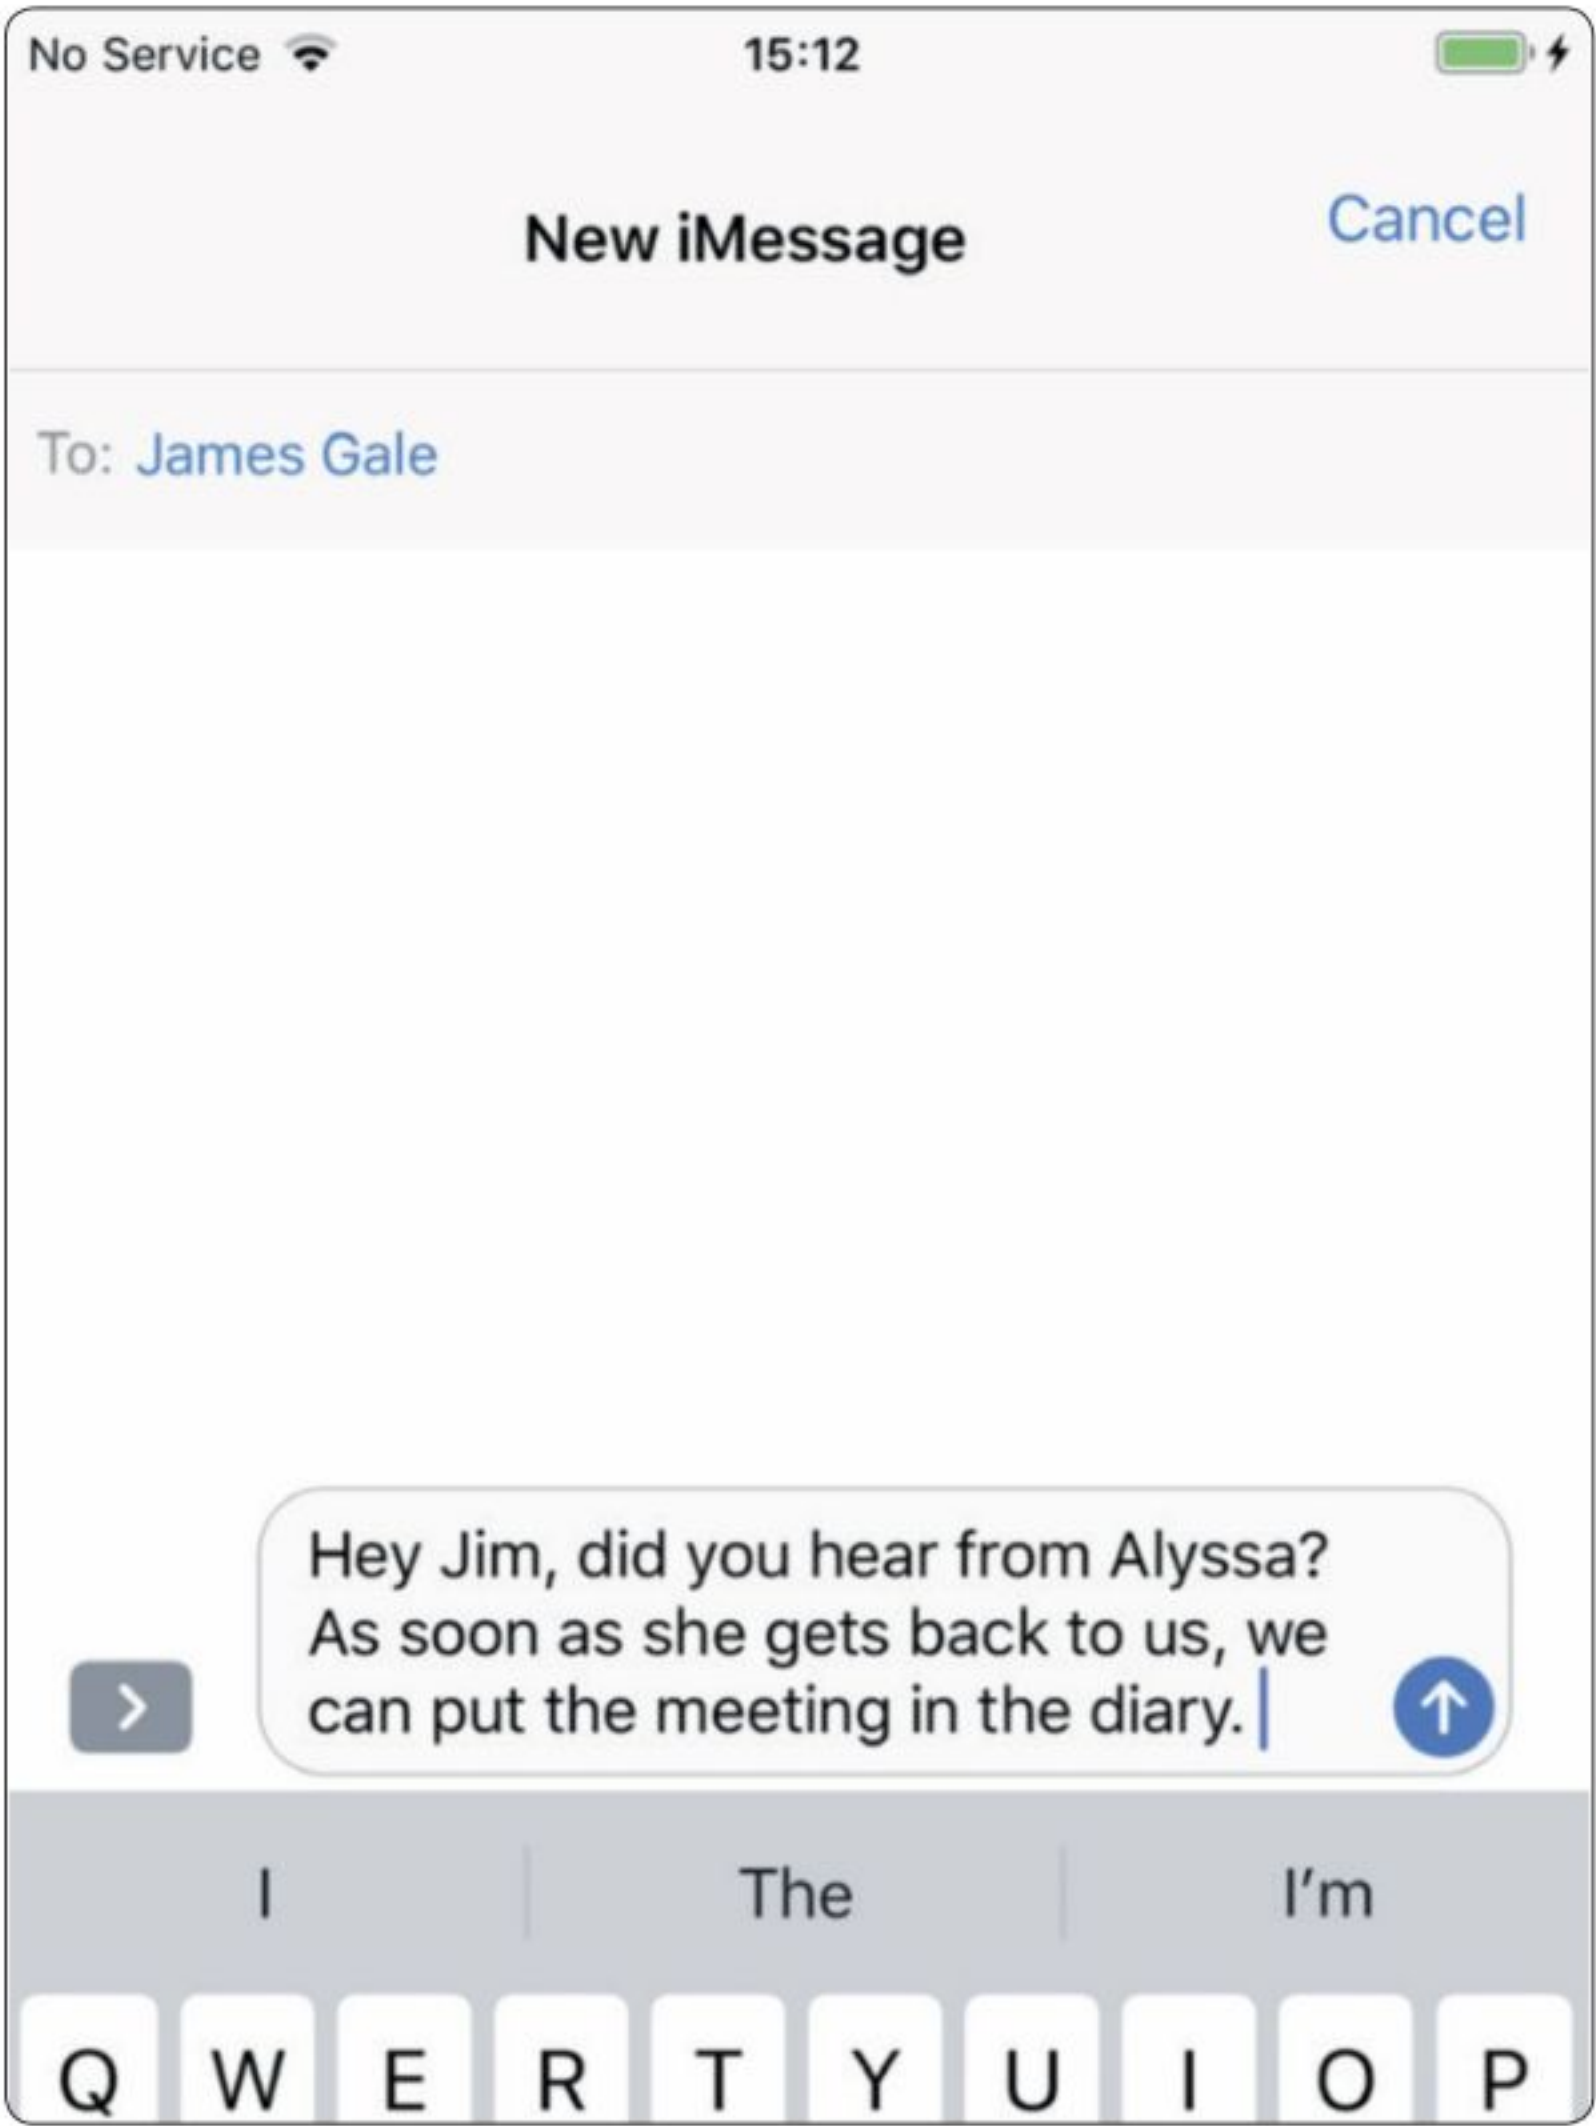 No Service
15:12
New iMessage
Cancel
To: James Gale
Hey Jim, did you hear from Alyssa?
As soon as she gets back to us, we
can put the meeting in the diary.
I
The
I’m
Q W E R T Y U I O P